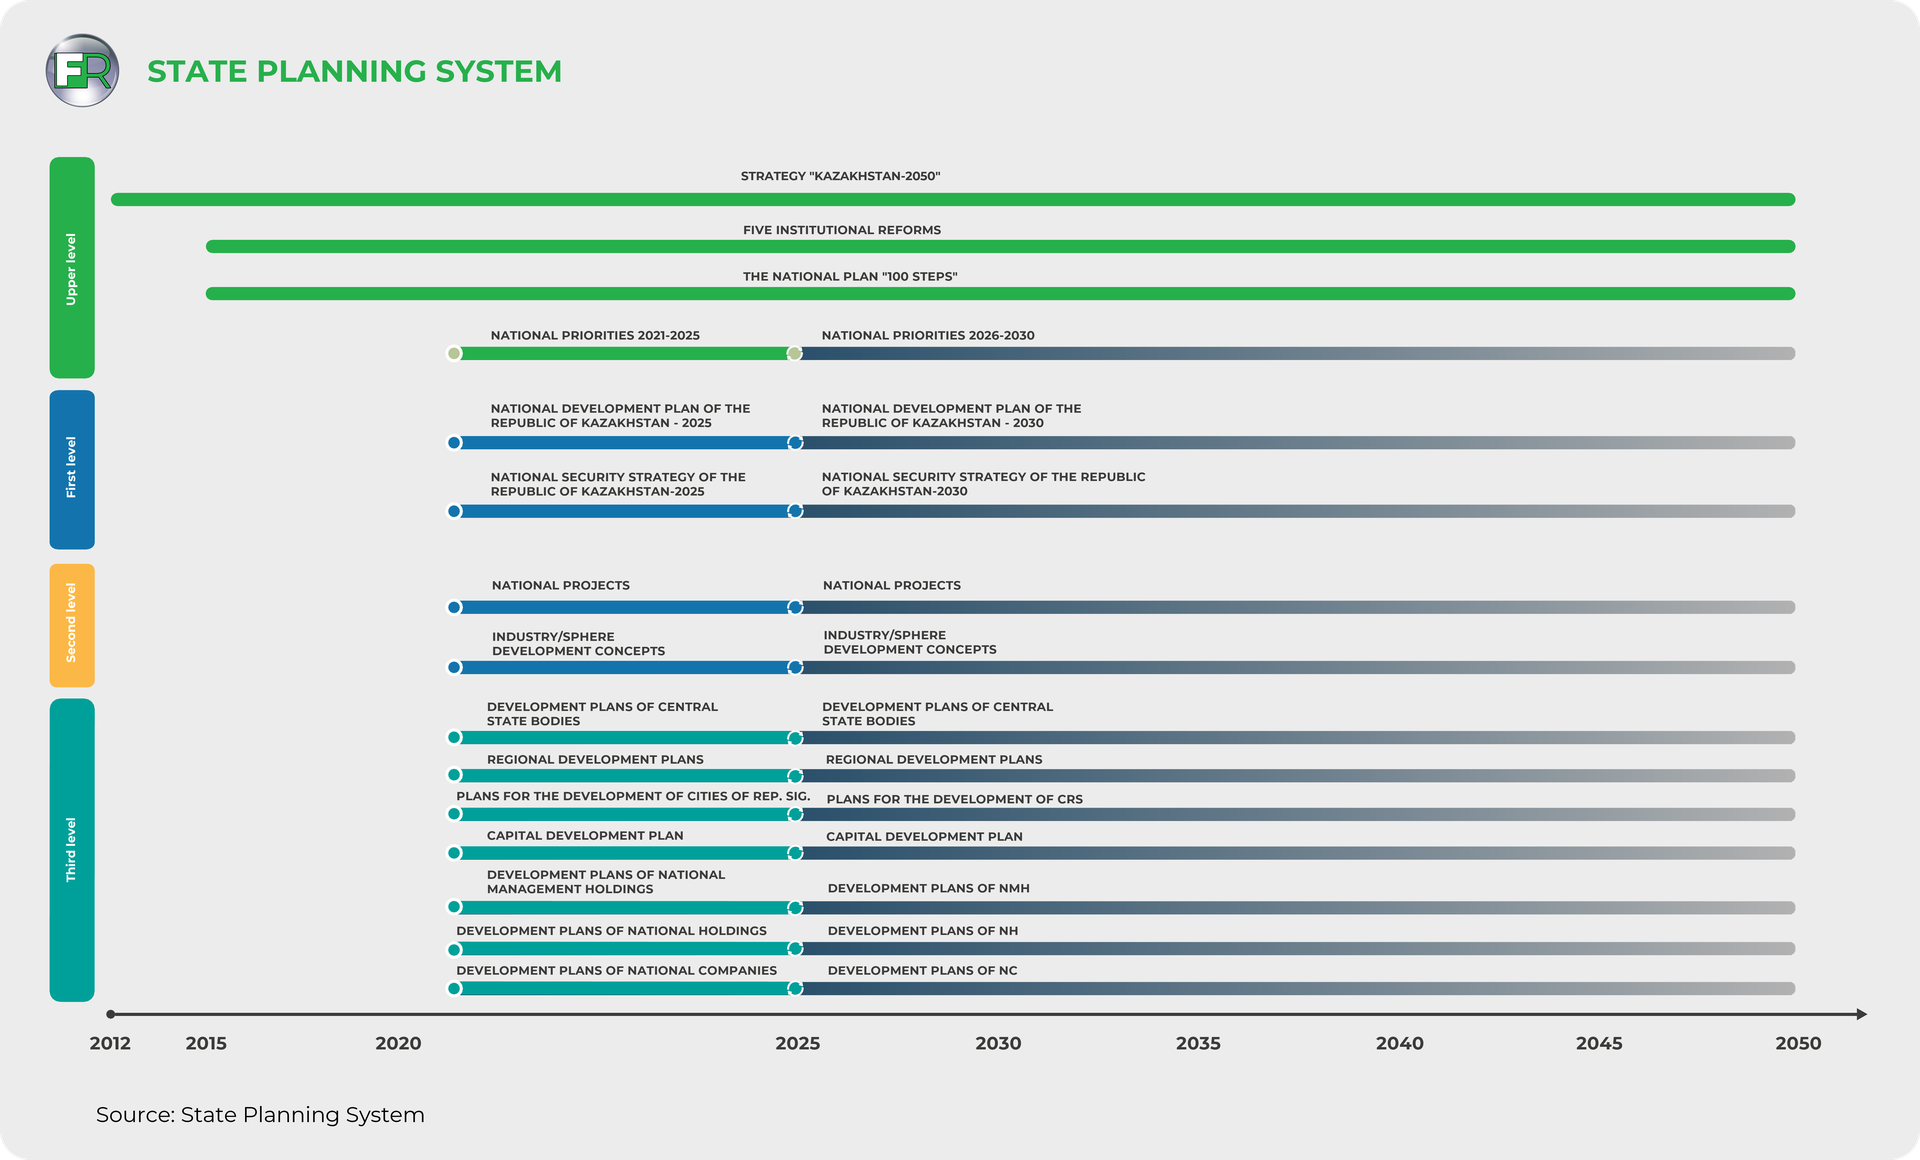 FR
STATE PLANNING SYSTEM
Upper level
STRATEGY "KAZAKHSTAN-2050"
FIVE INSTITUTIONAL REFORMS
THE NATIONAL PLAN "100 STEPS"
NATIONAL PRIORITIES 2021-2025
NATIONAL PRIORITIES 2026-2030
First level
NATIONAL DEVELOPMENT PLAN OF THE
REPUBLIC OF KAZAKHSTAN - 2025
NATIONAL DEVELOPMENT PLAN OF THE
REPUBLIC OF KAZAKHSTAN - 2030
NATIONAL SECURITY STRATEGY OF THE
REPUBLIC OF KAZAKHSTAN-2025
NATIONAL SECURITY STRATEGY OF THE REPUBLIC
OF KAZAKHSTAN-2030
Second level
NATIONAL PROJECTS
NATIONAL PROJECTS
INDUSTRY/SPHERE
DEVELOPMENT CONCEPTS
INDUSTRY/SPHERE
DEVELOPMENT CONCEPTS
Third level
DEVELOPMENT PLANS OF CENTRAL
STATE BODIES
DEVELOPMENT PLANS OF CENTRAL
STATE BODIES
REGIONAL DEVELOPMENT PLANS
REGIONAL DEVELOPMENT PLANS
PLANS FOR THE DEVELOPMENT OF CITIES OF REP. SIG.
PLANS FOR THE DEVELOPMENT OF CRS
CAPITAL DEVELOPMENT PLAN
CAPITAL DEVELOPMENT PLAN
DEVELOPMENT PLANS OF NATIONAL
MANAGEMENT HOLDINGS
DEVELOPMENT PLANS OF NMH
DEVELOPMENT PLANS OF NATIONAL HOLDINGS
DEVELOPMENT PLANS OF NH
DEVELOPMENT PLANS OF NATIONAL COMPANIES
DEVELOPMENT PLANS OF NC
2012 2015 2020 2025 2030 2035 2040 2045 2050
Source: State Planning System